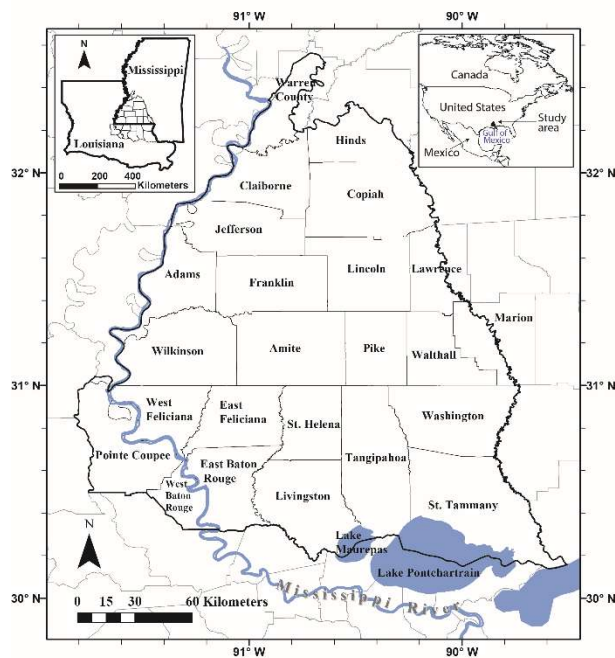 91°W
90°W
N
Mississippi
Louisiana
0
200
400
Kilometers
Canada
United States
Study
area
Gulf of
Mexico
Mexico
Warren
County
Hinds
32°N
32°N
Claiborne
Copiah
Jefferson
Adams
Franklin
Lincoln
Lawrence
Marion
Wilkinson
Amite
Pike
Walthall
31°N
31°N
West
Feliciana
East
Feliciana
St. Helena
Washington
Pointe Coupee
East Baton
Rouge
Tangipahoa
West
Baton
Rouge
Livingston
St. Tammany
N
Lake
Maurepas
Lake Pontchartrain
Mississippi River
30°N
30°N
0 15 30 60 Kilometers
91°W
90°W